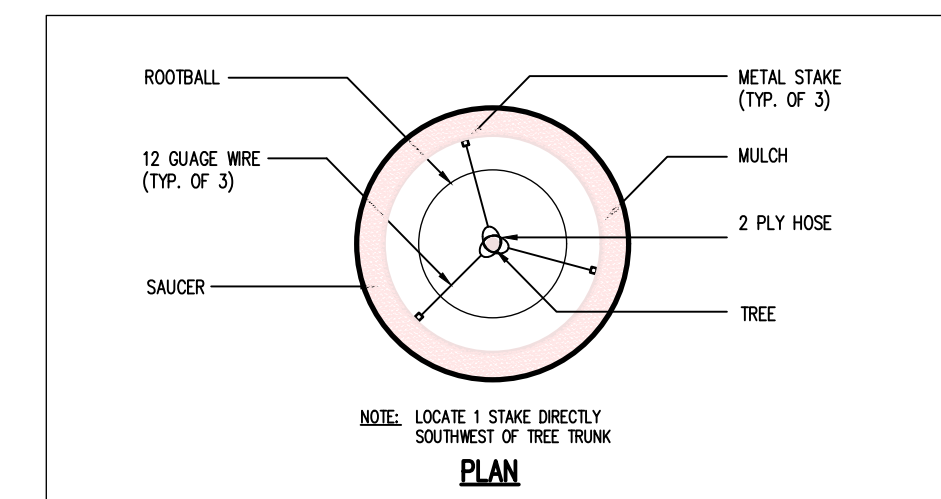 ROOTBALL
12 GUAGE WIRE
(TYP. OF 3)
SAUCER
METAL STAKE
(TYP. OF 3)
MULCH
2 PLY HOSE
TREE
NOTE: LOCATE 1 STAKE DIRECTLY
SOUTHWEST OF TREE TRUNK
PLAN